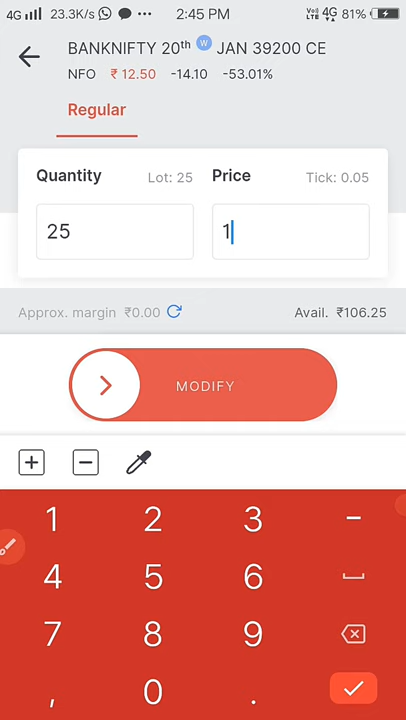 4G 23.3K/s ... 2:45 PM Vo) LTE 4G 81%
BANKNIFTY 20th W JAN 39200 CE
NFO ₹ 12.50 -14.10 -53.01%
Regular
Quantity Lot: 25 Price Tick: 0.05
25 1
Approx. margin ₹0.00 Avail. ₹106.25
MODIFY
1 2 3 -
4 5 6
7 8 9
, 0 .